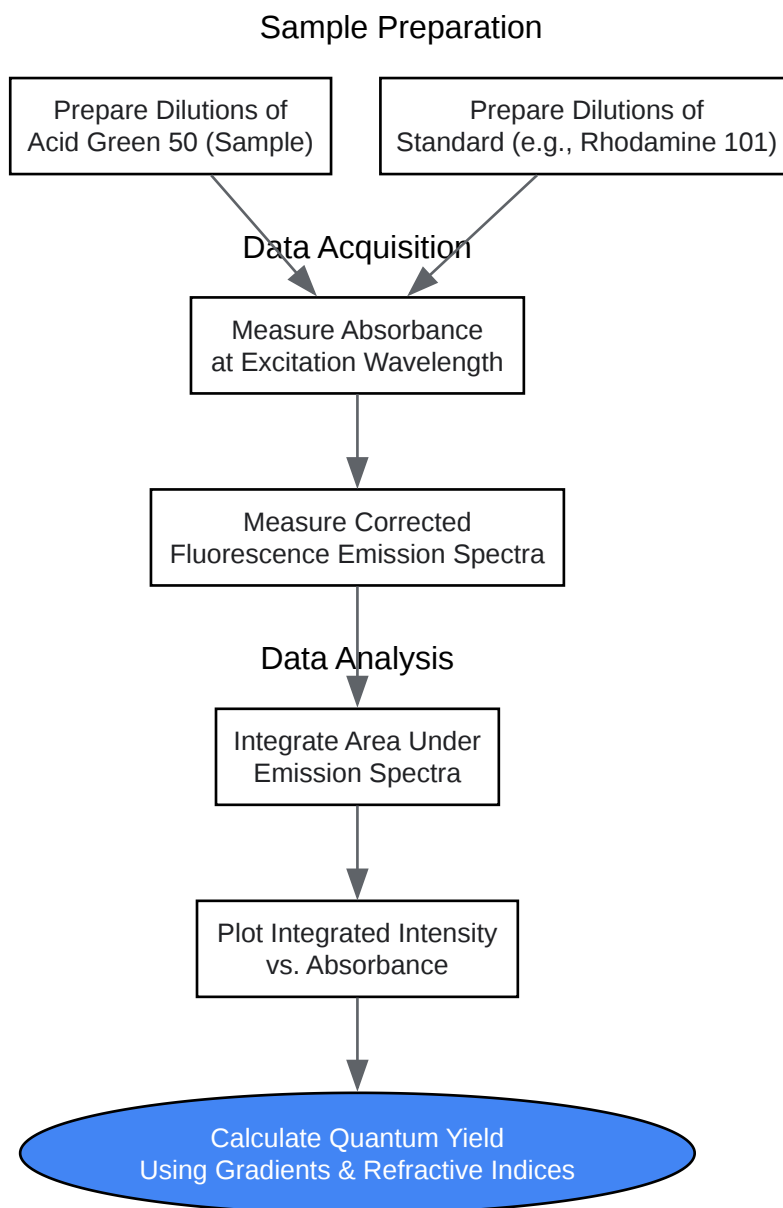 Sample Preparation
Prepare Dilutions of
Acid Green 50 (Sample)
Prepare Dilutions of
Standard (e.g., Rhodamine 101)
Data Acquisition
Measure Absorbance
at Excitation Wavelength
Measure Corrected
Fluorescence Emission Spectra
Data Analysis
Integrate Area Under
Emission Spectra
Plot Integrated Intensity
vs. Absorbance
Calculate Quantum Yield
Using Gradients & Refractive Indices